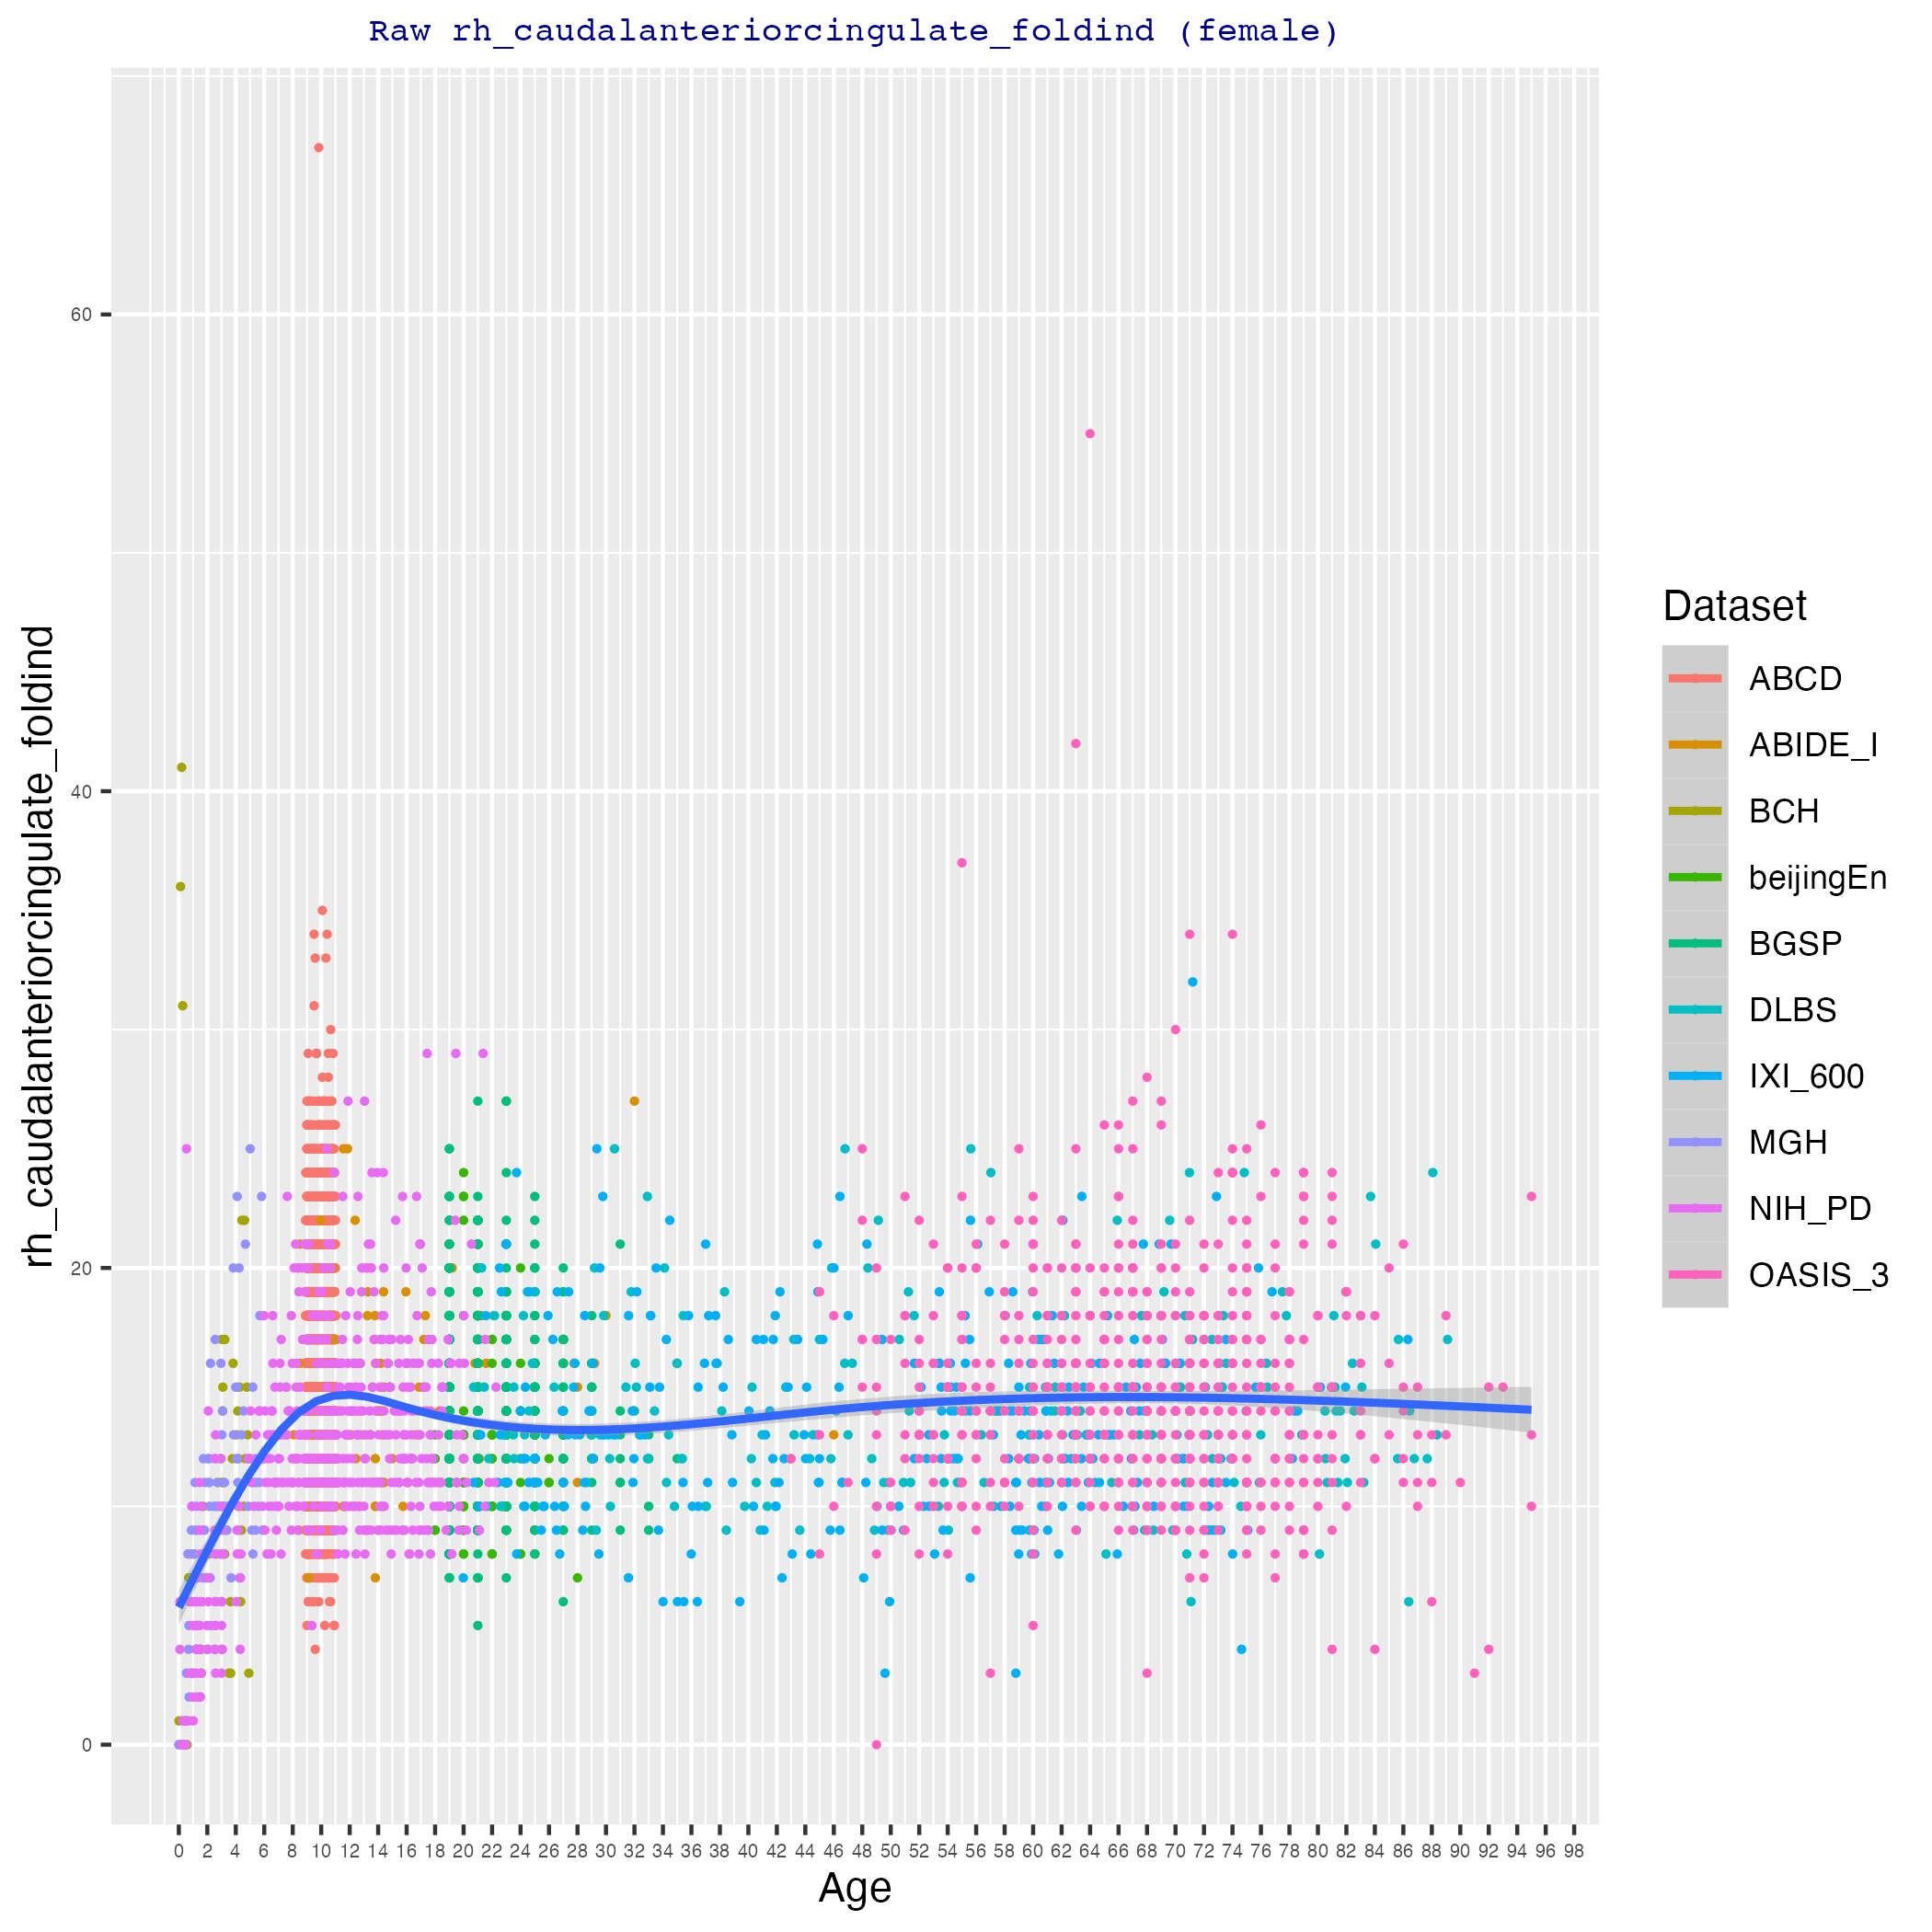 Raw rh_caudalanteriorcingulate_foldind (female)
rh_caudalanteriorcingulate_foldind
60
40
20
0
0 2 4 6 8 10 12 14 16 18 20 22 24 26 28 30 32 34 36 38 40 42 44 46 48 50 52 54 56 58 60 62 64 66 68 70 72 74 76 78 80 82 84 86 88 90 92 94 96 98
Age
Dataset
ABCD
ABIDE_I
BCH
beijingEn
BGSP
DLBS
IXI_600
MGH
NIH_PD
OASIS_3